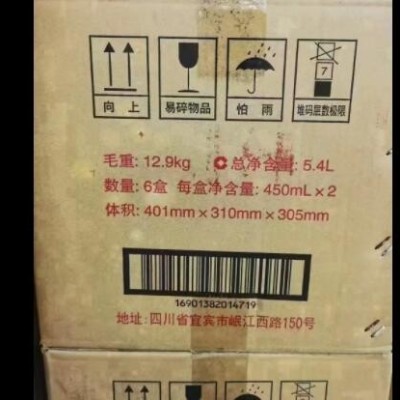 7
向上 易碎物品 怕雨 堆码层数极限
毛重: 12.9kg 总净含量: 5.4L
数量: 6盒 每盒净含量: 450mL×2
体积: 401mm×310mm×305mm
16901382014719
地址: 四川省宜宾市岷江西路150号